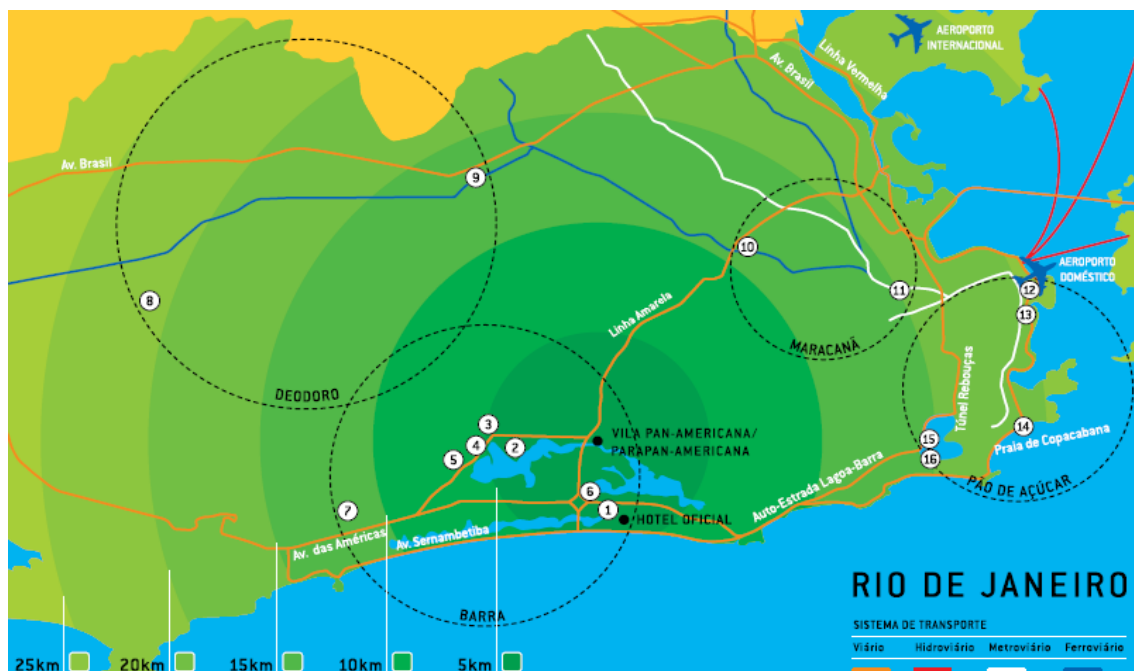 AEROPORTO
INTERNACIONAL
Linha Vermelha
Av. Brasil
Av. Brasil
9
8
10
11
AEROPORTO
DOMÉSTICO
12
13
MARACANÃ
Linha Amarela
DEODORO
Túnel Rebouças
3
4
2
5
VILA PAN-AMERICANA/
PARAPAN-AMERICANA
14
15
16
Praia de Copacabana
PÃO DE AÇÚCAR
Auto-Estrada Lagoa-Barra
6
1
7
HOTEL OFICIAL
Av. das Américas
Av. Sernambetiba
BARRA
RIO DE JANEIRO
SISTEMA DE TRANSPORTE
Viário Hidroviário Metroviário Ferroviário
25km 20km 15km 10km 5km